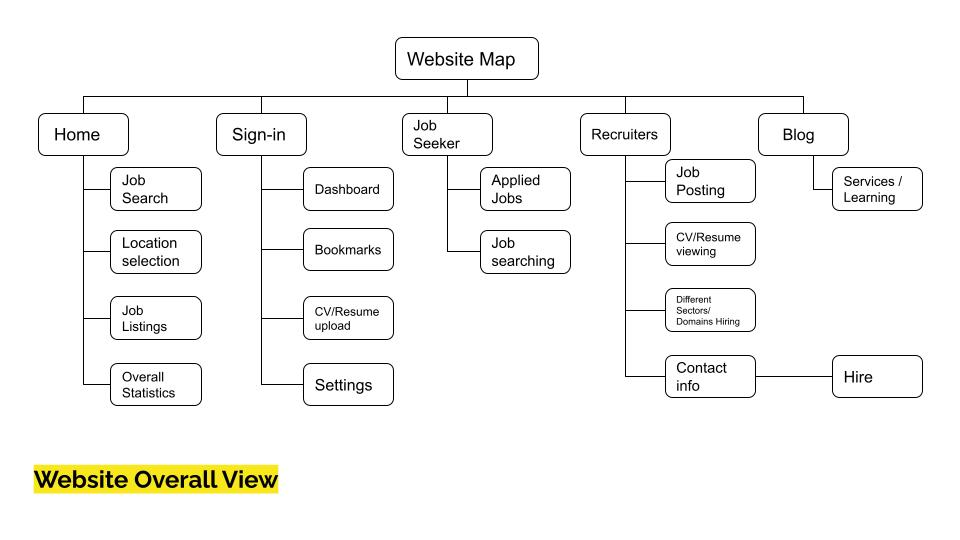 Website Map
Home
Sign-in
Job
Seeker
Recruiters
Blog
Job
Search
Location
selection
Job
Listings
Overall
Statistics
Dashboard
Bookmarks
CV/Resume
upload
Settings
Applied
Jobs
Job
searching
Job
Posting
CV/Resume
viewing
Different
Sectors/
Domains Hiring
Contact
info
Hire
Services /
Learning
Website Overall View